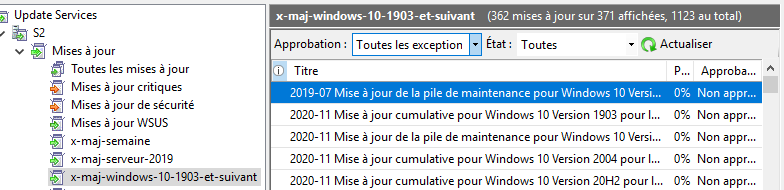 Update Services
S2
Mises à jour
Toutes les mises à jour
Mises à jour critiques
Mises à jour de sécurité
Mises à jour WSUS
x-maj-semaine
x-maj-serveur-2019
x-maj-windows-10-1903-et-suivant
x-maj-windows-10-1903-et-suivant (362 mises à jour sur 371 affichées, 1123 au total)
Approbation : Toutes les exception État : Toutes Actualiser
Titre P... Approba...
2019-07 Mise à jour de la pile de maintenance pour Windows 10 Versi... 0% Non appr...
2020-11 Mise à jour cumulative pour Windows 10 Version 1903 pour l... 0% Non appr...
2020-11 Mise à jour de la pile de maintenance pour Windows 10 Versi... 0% Non appr...
2020-11 Mise à jour cumulative pour Windows 10 Version 2004 pour l... 0% Non appr...
2020-11 Mise à jour cumulative pour Windows 10 Version 20H2 pour l... 0% Non appr...